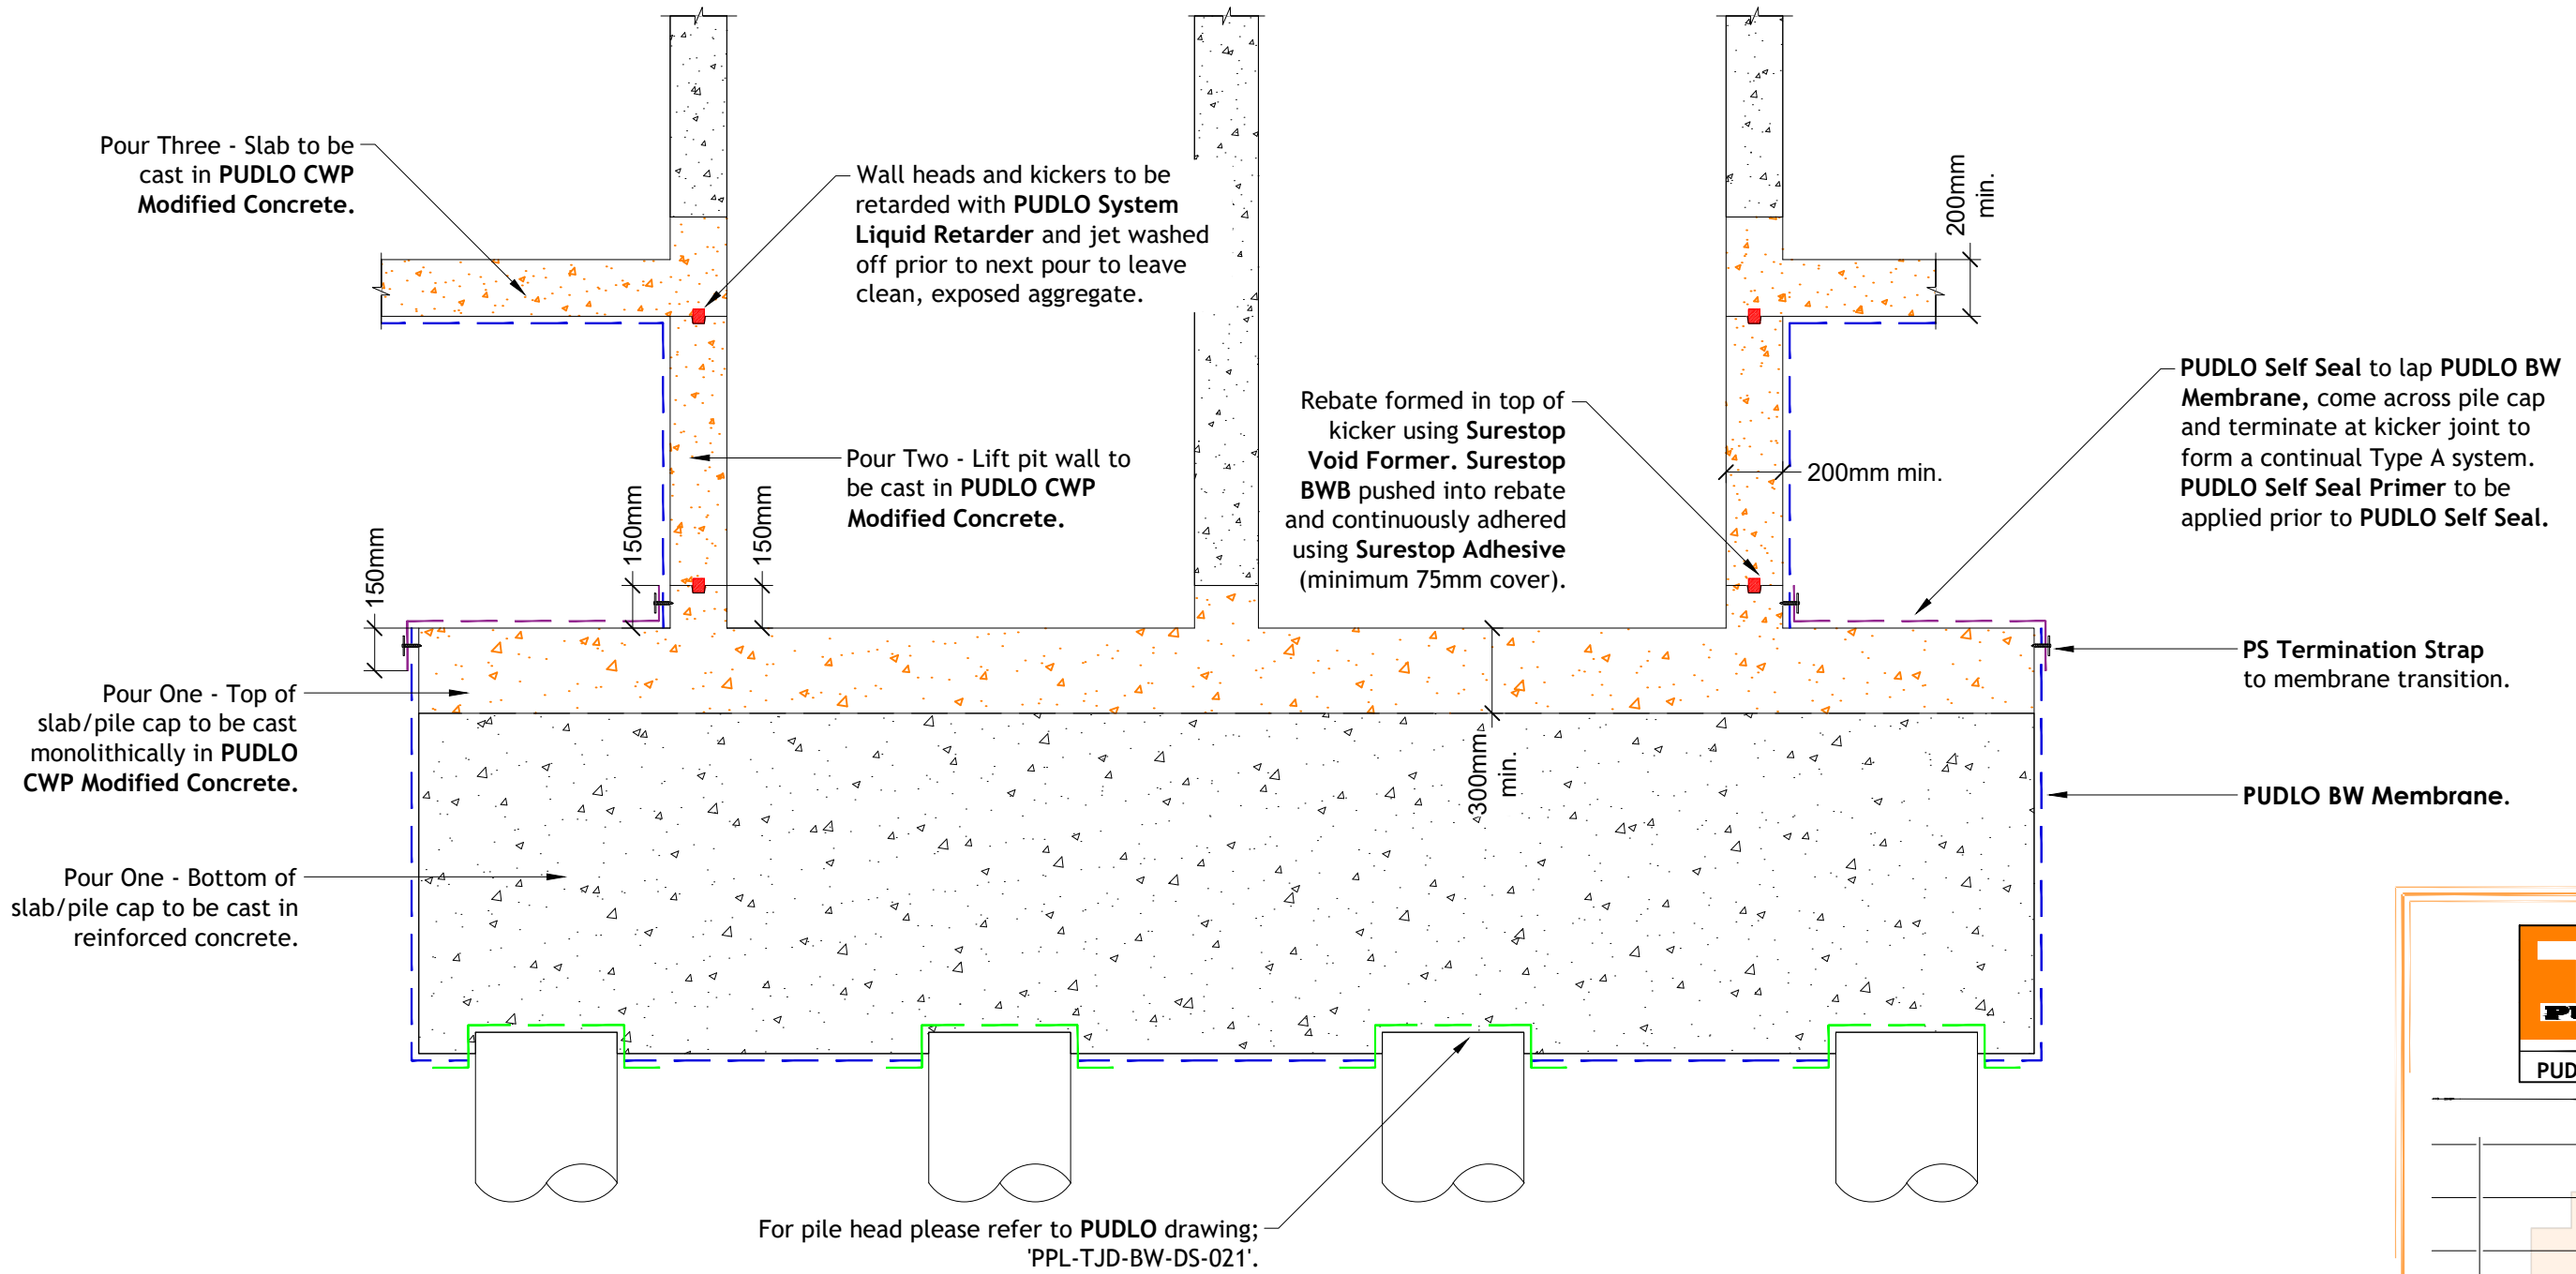 Pour Three - Slab to be
cast in PUDLO CWP
Modified Concrete.
Wall heads and kickers to be
retarded with PUDLO System
Liquid Retarder and jet washed
off prior to next pour to leave
clean, exposed aggregate.
200mm
min.
Rebate formed in top of
kicker using Surestop
Void Former. Surestop
BWB pushed into rebate
and continuously adhered
using Surestop Adhesive
(minimum 75mm cover).
PUDLO Self Seal to lap PUDLO BW
Membrane, come across pile cap
and terminate at kicker joint to
form a continual Type A system.
PUDLO Self Seal Primer to be
applied prior to PUDLO Self Seal.
Pour Two - Lift pit wall to
be cast in PUDLO CWP
Modified Concrete.
200mm min.
150mm
150mm
150mm
PS Termination Strap
to membrane transition.
Pour One - Top of
slab/pile cap to be cast
monolithically in PUDLO
CWP Modified Concrete.
300mm
min.
PUDLO BW Membrane.
Pour One - Bottom of
slab/pile cap to be cast in
reinforced concrete.
PUD
For pile head please refer to PUDLO drawing;
'PPL-TJD-BW-DS-021'.